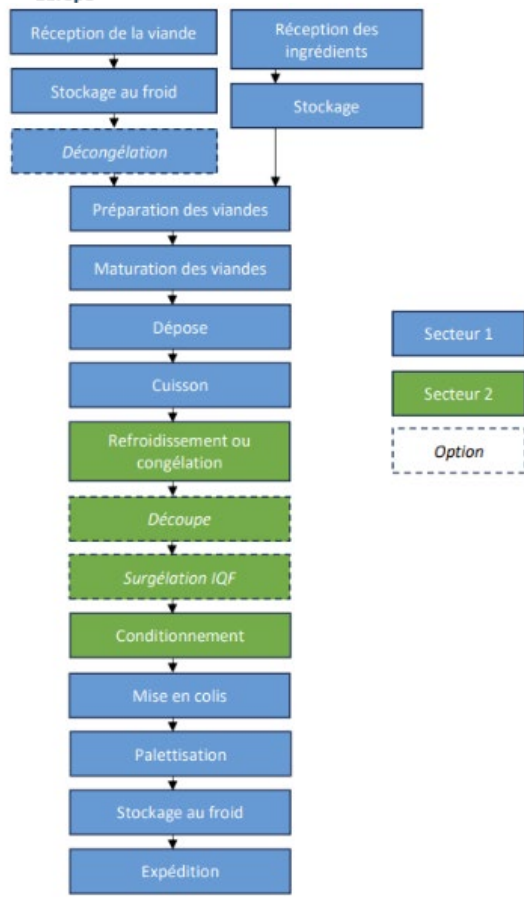 Réception de la viande
Réception des
ingrédients
Stockage au froid
Stockage
Décongélation
Préparation des viandes
Maturation des viandes
Dépose
Cuisson
Refroidissement ou
congélation
Découpe
Surgélation IQF
Conditionnement
Mise en colis
Palettisation
Stockage au froid
Expédition
Secteur 1
Secteur 2
Option